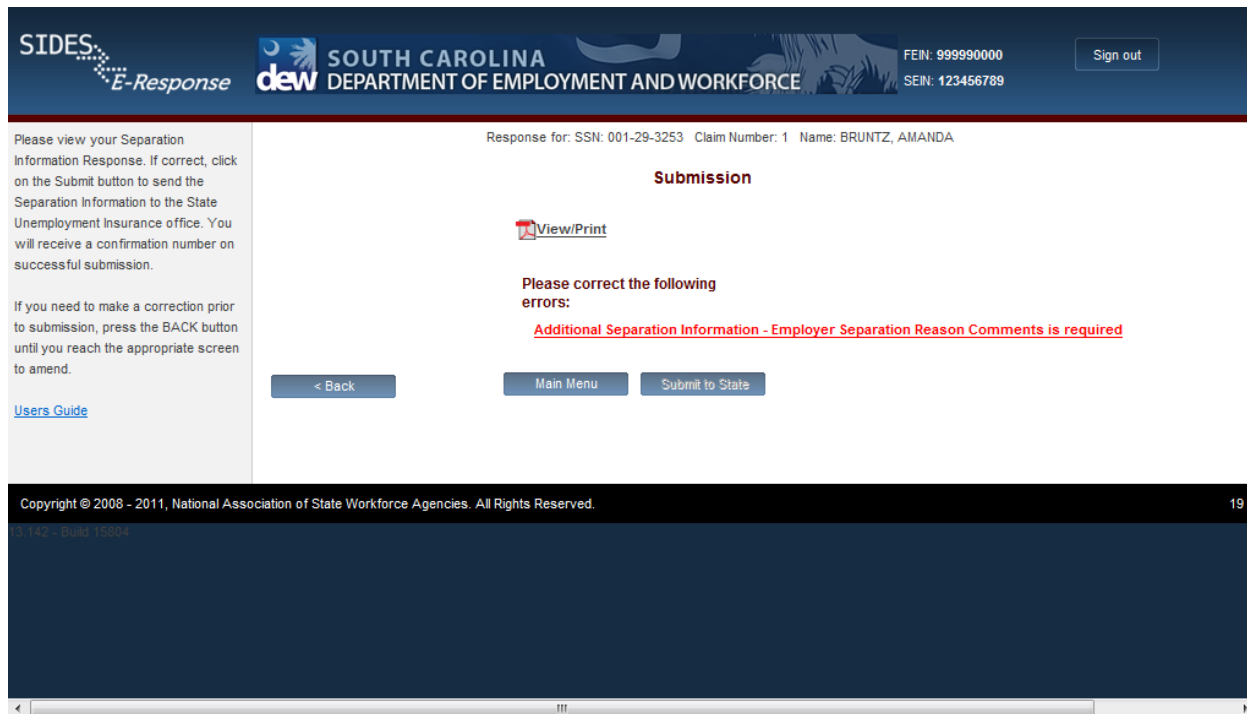 SIDES
E-Response
dew
SOUTH CAROLINA
DEPARTMENT OF EMPLOYMENT AND WORKFORCE
FEIN: 999990000
SEIN: 123456789
Sign out
Please view your Separation
Information Response. If correct, click
on the Submit button to send the
Separation Information to the State
Unemployment Insurance office. You
will receive a confirmation number on
successful submission.
If you need to make a correction prior
to submission, press the BACK button
until you reach the appropriate screen
to amend.
Users Guide
Response for: SSN: 001-29-3253 Claim Number: 1 Name: BRUNTZ, AMANDA
Submission
View/Print
Please correct the following
errors:
Additional Separation Information - Employer Separation Reason Comments is required
< Back
Main Menu
Submit to State
Copyright © 2008 - 2011, National Association of State Workforce Agencies. All Rights Reserved.
19
13.142 - Build 15804